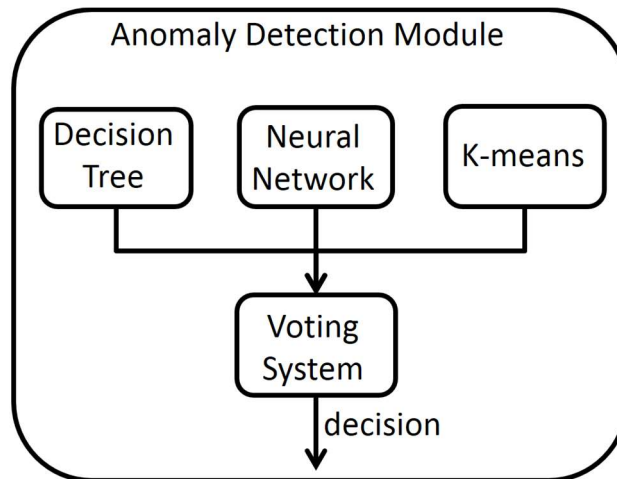 Anomaly Detection Module
Decision
Tree
Neural
Network
K-means
Voting
System
decision